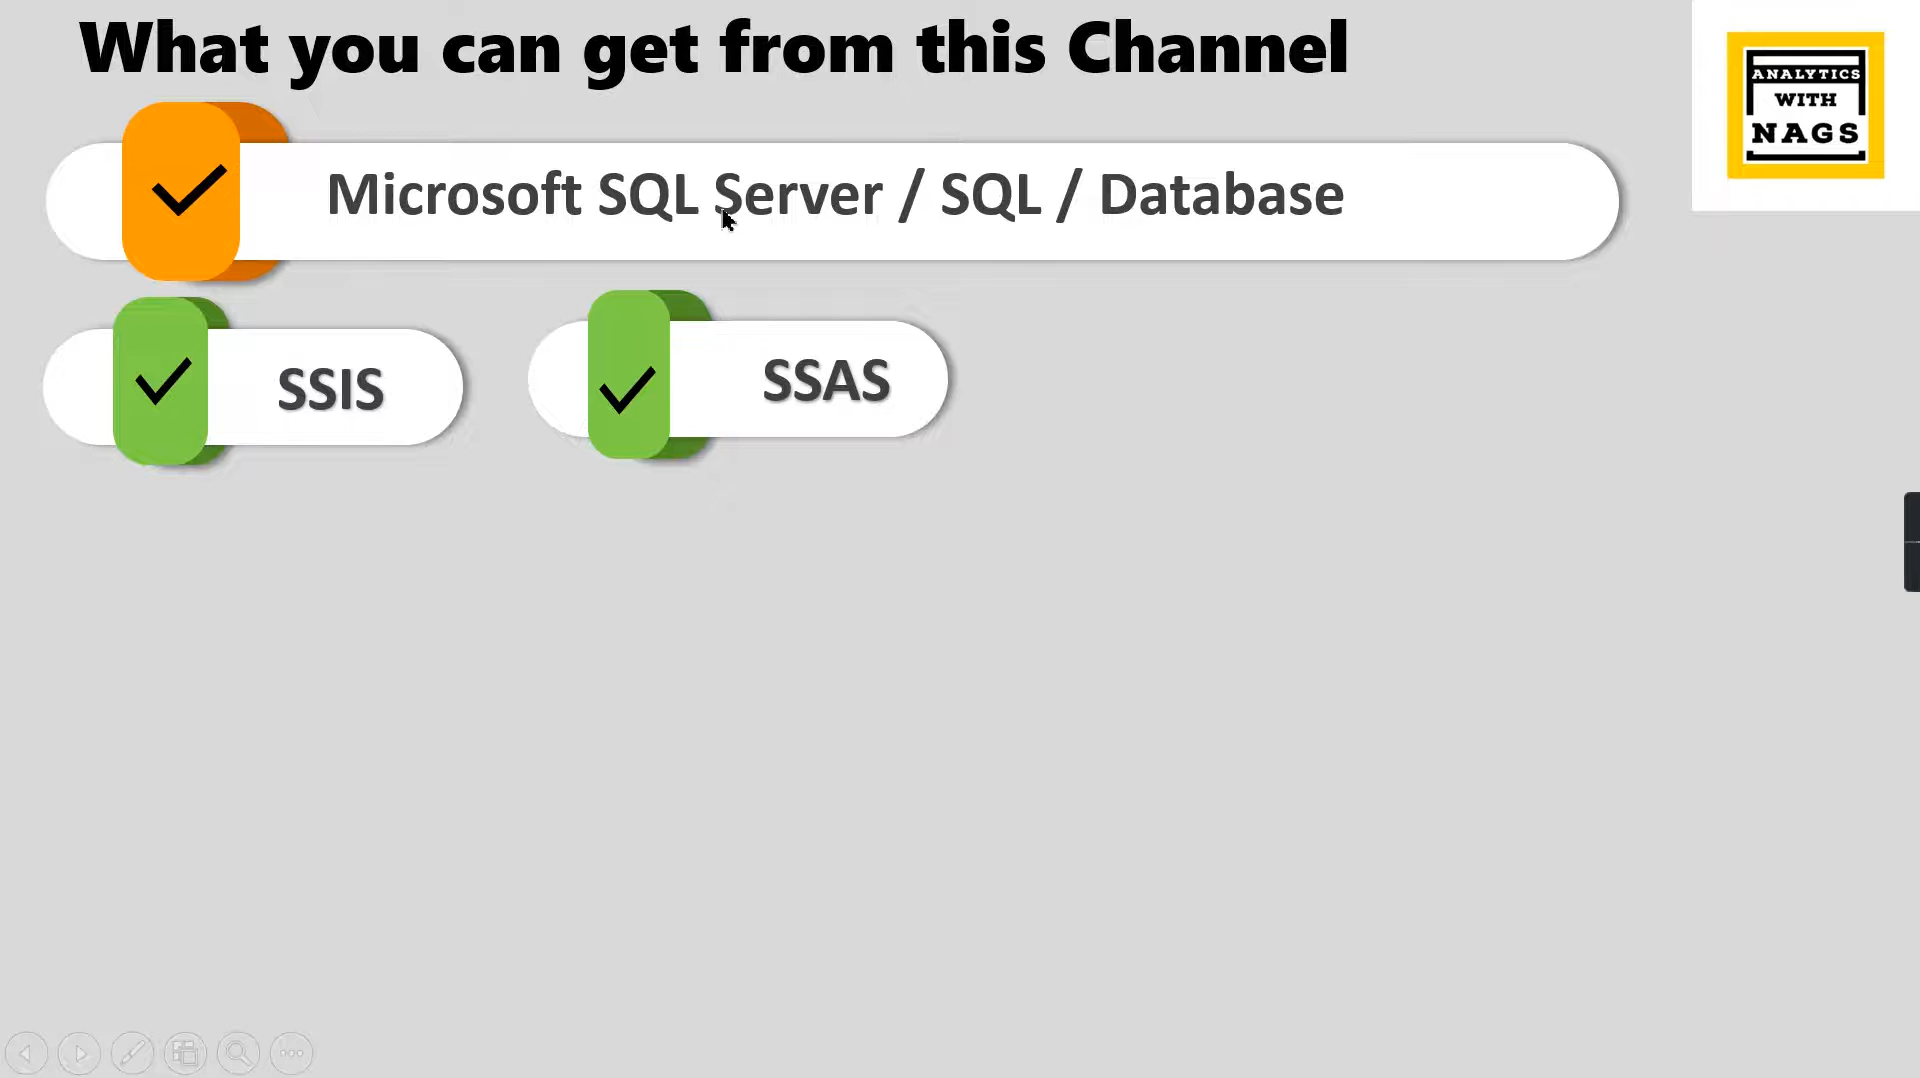 What you can get from this Channel
ANALYTICS
WITH
NAGS
Microsoft SQL Server / SQL / Database
SSIS
SSAS